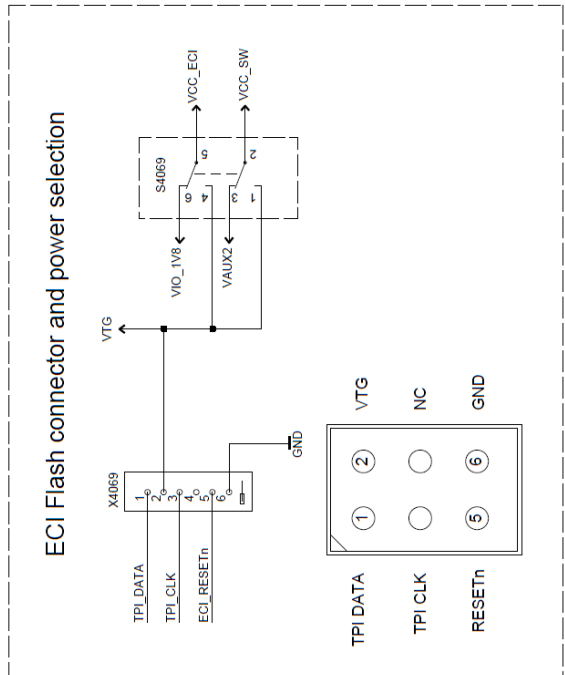 ECI Flash connector and power selection
VCC_ECI
VCC_SW
S4069
5
2
6
4
3
1
VIO_1V8
VAUX2
VTG
X4069
1
2
3
4
5
6
TPI_DATA
TPI_CLK
ECI_RESETn
GND
VTG
NC
GND
2
6
1
5
TPI DATA
TPI CLK
RESETn